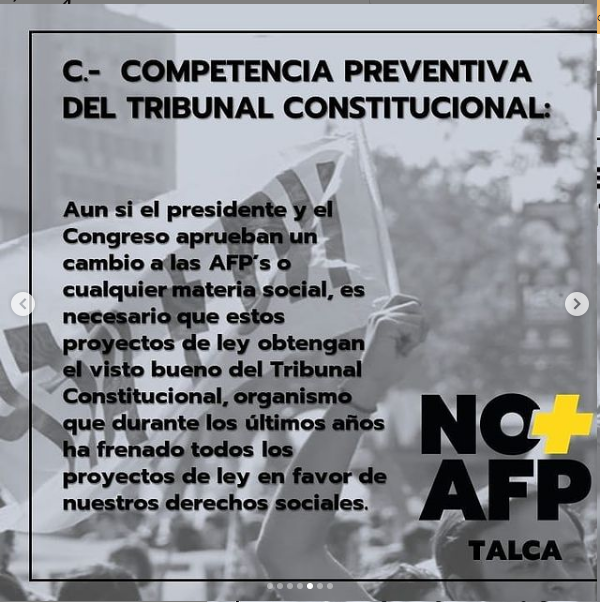 C.- COMPETENCIA PREVENTIVA
DEL TRIBUNAL CONSTITUCIONAL:
Aun si el presidente y el
Congreso aprueban un
cambio a las AFP's o
cualquier materia social, es
necesario que estos
proyectos de ley obtengan
el visto bueno del Tribunal
Constitucional, organismo
que durante los últimos años
ha frenado todos los
proyectos de ley en favor de
nuestros derechos sociales.
NO+
AFP
TALCA